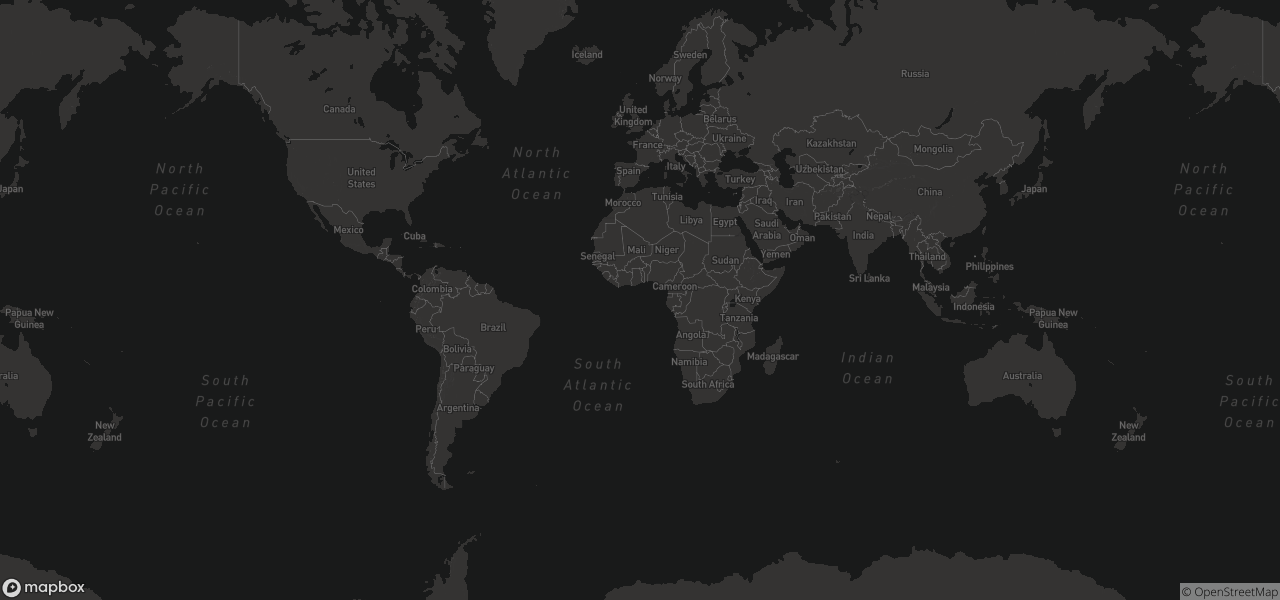 Iceland
Sweden
Norway
Russia
Canada
United
Kingdom
Belarus
Ukraine
France
Kazakhstan
Mongolia
North
Atlantic
Ocean
North
Pacific
Ocean
North
Pacific
Ocean
United
States
Spain
Italy
Turkey
Uzbekistan
China
Japan
Japan
Morocco
Tunisia
Iraq
Iran
Pakistan
Nepal
Mexico
Cuba
Libya
Egypt
Saudi
Arabia
Oman
India
Senegal
Mali
Niger
Sudan
Yemen
Thailand
Philippines
Sri Lanka
Colombia
Cameroon
Kenya
Malaysia
Indonesia
Papua New
Guinea
Papua New
Guinea
Peru
Brazil
Tanzania
Angola
Bolivia
Paraguay
Namibia
Madagascar
South Africa
Indian
Ocean
Australia
ralia
South
Pacific
Ocean
South
Atlantic
Ocean
South
Pacific
Ocean
Argentina
New
Zealand
New
Zealand
mapbox
© OpenStreetMap